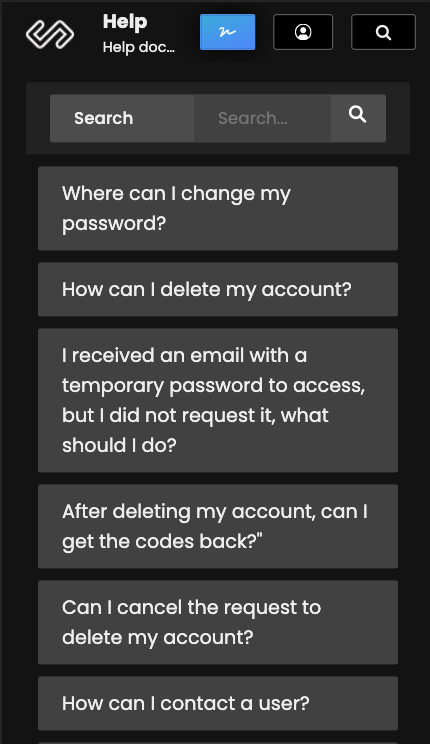 Help
Help doc...
Search
Search...
Where can I change my
password?
How can I delete my account?
I received an email with a
temporary password to access,
but I did not request it, what
should I do?
After deleting my account, can I
get the codes back?"
Can I cancel the request to
delete my account?
How can I contact a user?